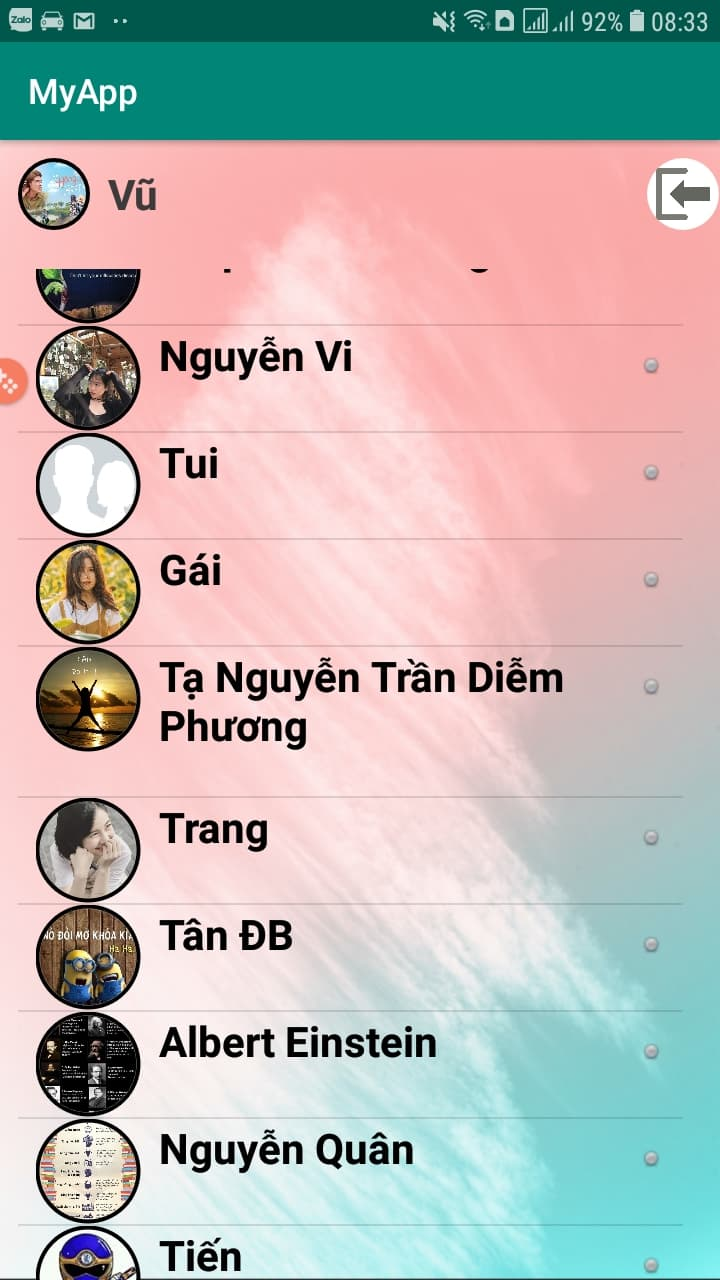 Zalo
92%
08:33
MyApp
Vũ
Nguyễn Vi
Tui
Gái
Tạ Nguyễn Trần Diễm
Phương
Trang
Tân ĐB
Albert Einstein
Nguyễn Quân
Tiến